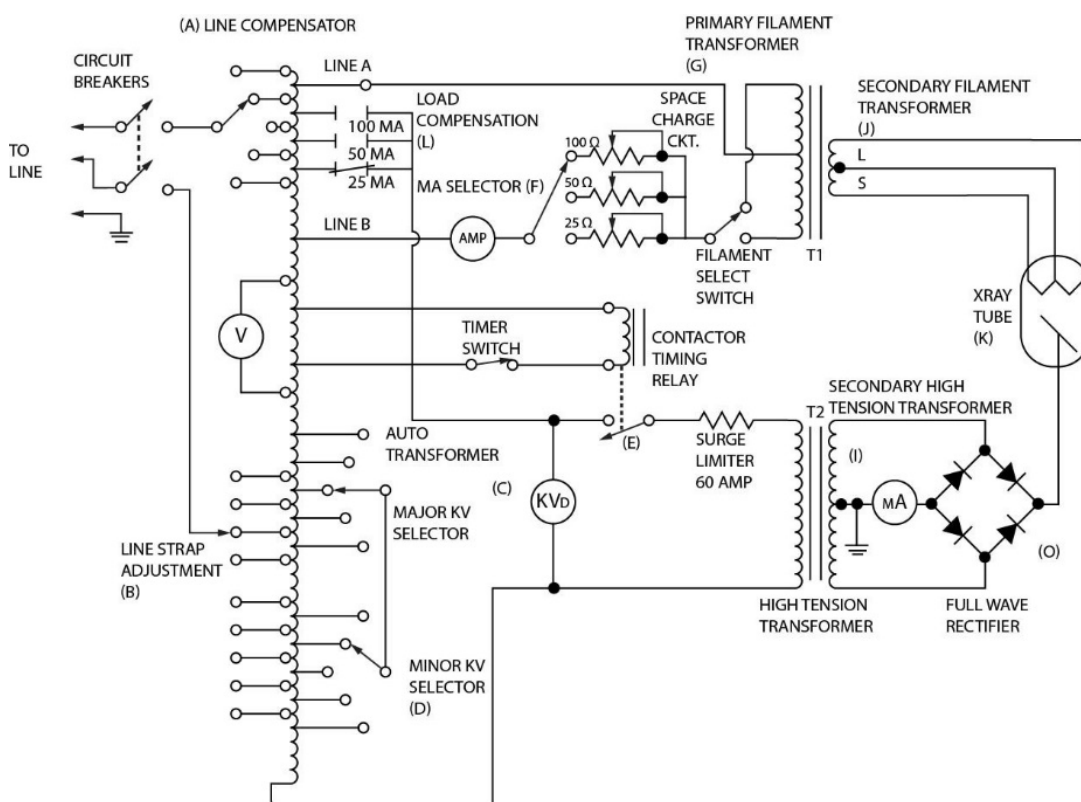 (A) LINE COMPENSATOR
CIRCUIT
BREAKERS
TO
LINE
LINE A
LOAD
COMPENSATION
(L)
100 MA
50 MA
25 MA
MA SELECTOR (F)
LINE B
AMP
100 Ω
50 Ω
25 Ω
SPACE
CHARGE
CKT.
PRIMARY FILAMENT
TRANSFORMER
(G)
FILAMENT
SELECT
SWITCH
T1
SECONDARY FILAMENT
TRANSFORMER
(J)
L
S
XRAY
TUBE
(K)
V
TIMER
SWITCH
CONTACTOR
TIMING
RELAY
AUTO
TRANSFORMER
MAJOR KV
SELECTOR
LINE STRAP
ADJUSTMENT
(B)
MINOR KV
SELECTOR
(D)
(C)
KVD
(E)
SURGE
LIMITER
60 AMP
T2
SECONDARY HIGH
TENSION TRANSFORMER
(I)
MA
(O)
HIGH TENSION
TRANSFORMER
FULL WAVE
RECTIFIER